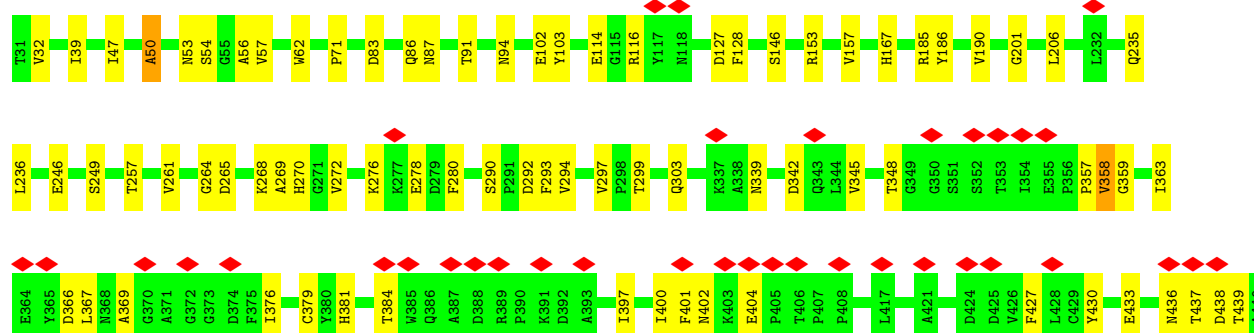 T31 V32 I39 I47 A50 N53 S54 G55 A56 V57 W62 P71 D83 Q86 N87 T91 N94 E102 Y103 E114 G115 R116 Y117 N118 D127 F128 S146 R153 V157 H167 R185 Y186 V190 G201 L206 L232 Q235
L236 E246 S249 T257 V261 G264 D265 K268 A269 H270 G271 V272 K276 K277 E278 D279 F280 S290 P291 D292 F293 V294 V297 P298 T299 Q303 K337 A338 N339 D342 Q343 L344 V345 T348 G349 G350 S351 S352 T353 I354 E355 P356 P357 V358 G359 I363
E364 Y365 D366 L367 N368 A369 G370 A371 G372 G373 D374 F375 I376 C379 Y380 H381 T384 W385 Q386 A387 D388 R389 P390 K391 D392 A393 I397 I400 F401 N402 K403 E404 P405 T406 P407 P408 L417 A421 D424 D425 V426 F427 L428 C429 Y430 E433 N436 T437 D438 T439